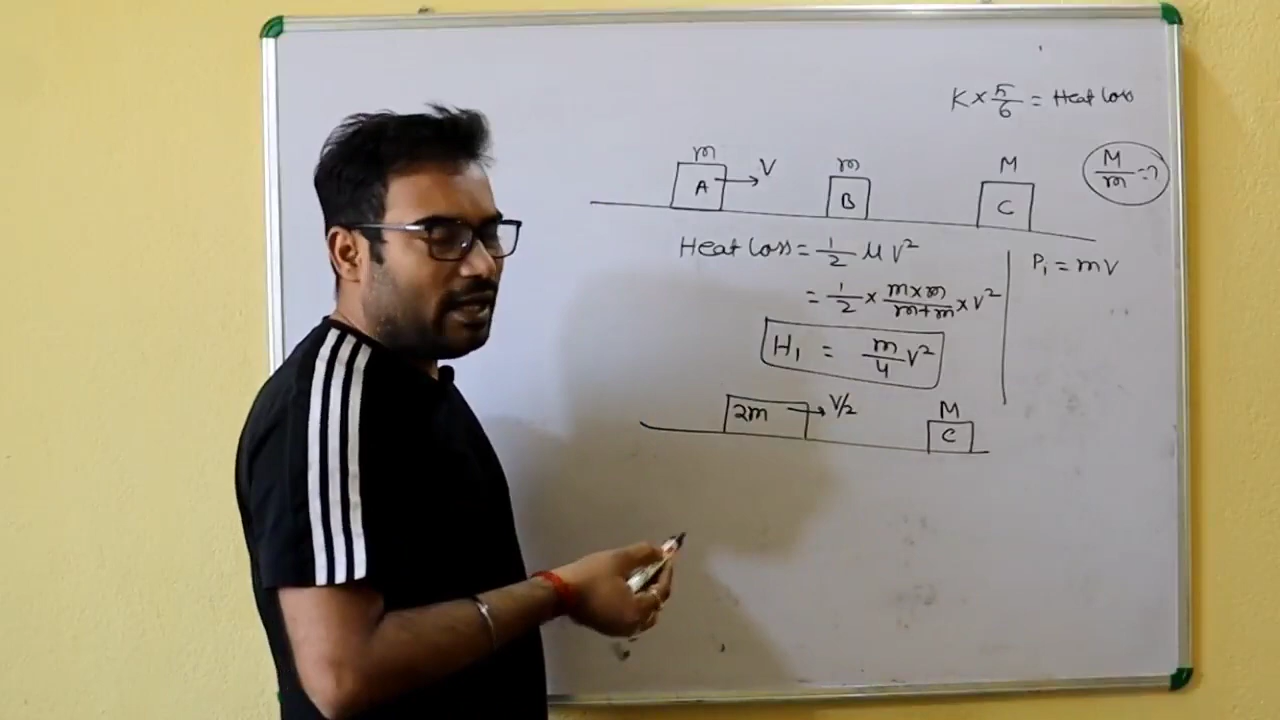 K × 5/6 = Heat loss
m
A → V
m
B
M
C
M/m = ?
Heat loss = 1/2 μ V²
= 1/2 × m×m/m+m × V²
H₁ = m/4 V²
P₁ = mV
2m → V/2
M
C